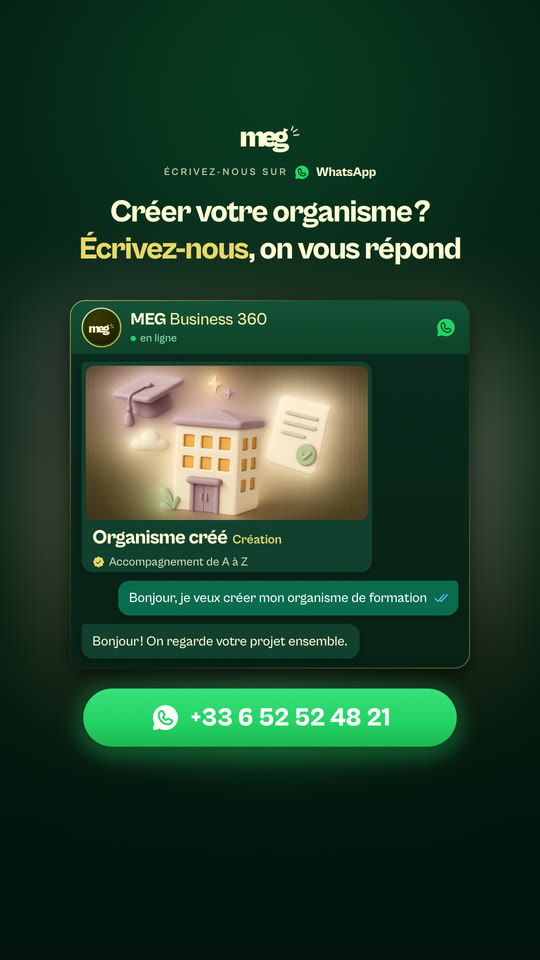 meg
ÉCRIVEZ-NOUS SUR WhatsApp
Créer votre organisme ?
Écrivez-nous, on vous répond
meg
MEG Business 360
en ligne
Organisme créé Création
Accompagnement de A à Z
Bonjour, je veux créer mon organisme de formation
Bonjour ! On regarde votre projet ensemble.
+33 6 52 52 48 21